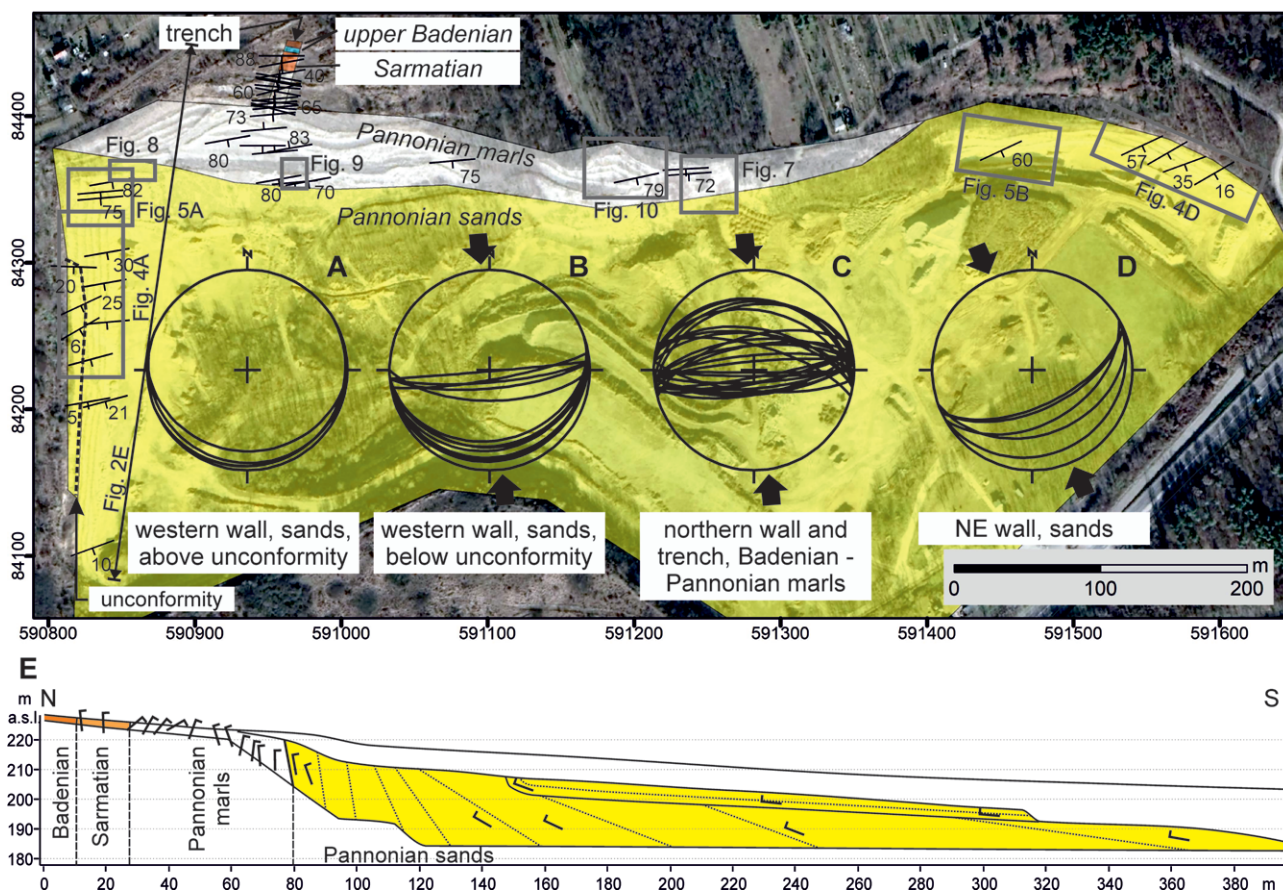 trench
upper Badenian
Sarmatian
88
40
60
65
73
83
80
Pannonian marls
75
Fig. 8
Fig. 9
80
70
82
75
Fig. 5A
Pannonian sands
79
72
Fig. 7
Fig. 10
60
Fig. 5B
57
35
16
Fig. 4D
30
20
25
Fig. 4A
6
5
21
Fig. 2E
10
unconformity
N
A
N
B
N
C
N
D
western wall, sands,
above unconformity
western wall, sands,
below unconformity
northern wall and
trench, Badenian -
Pannonian marls
NE wall, sands
m
0
100
200
84400
84300
84200
84100
590800
590900
591000
591100
591200
591300
591400
591500
591600
E
m
N
S
a.s.l.
220
210
200
190
180
Badenian
Sarmatian
Pannonian
marls
Pannonian sands
0 20 40 60 80 100 120 140 160 180 200 220 240 260 280 300 320 340 360 380 m